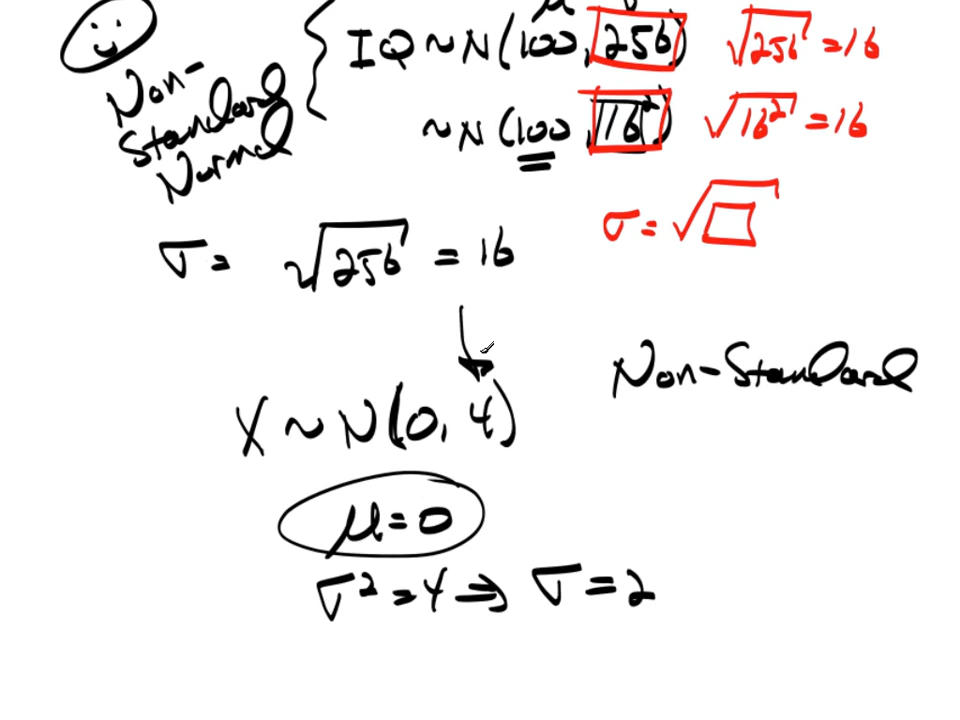 IQ ~ N(100, 256) √256 = 16
Non-
Standard
Normal
~ N(100, 16²) √16² = 16
σ = √□
σ = √256 = 16
Non-Standard
X ~ N(0, 4)
μ = 0
σ² = 4 ⇒ σ = 2